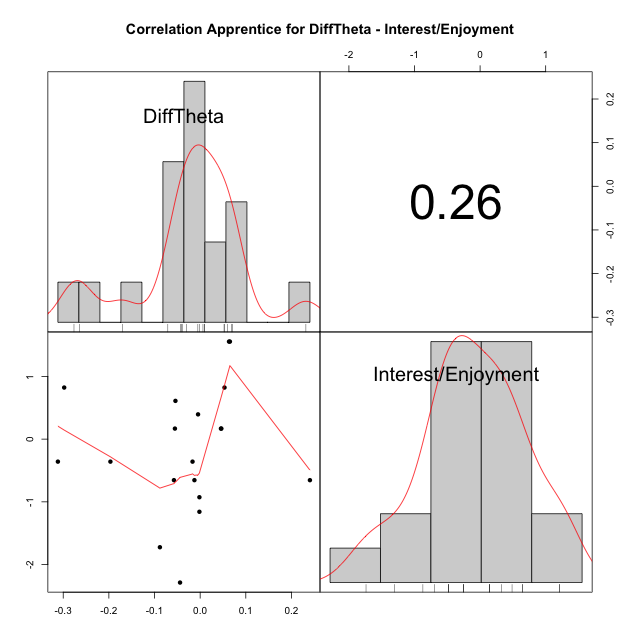 Correlation Apprentice for DiffTheta - Interest/Enjoyment
-2 -1 0 1
DiffTheta
0.26
0.2
0.1
0.0
-0.1
-0.2
-0.3
Interest/Enjoyment
1
0
-1
-2
-0.3 -0.2 -0.1 0.0 0.1 0.2